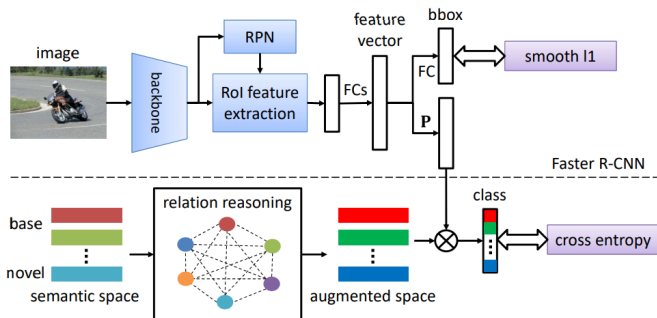 image
backbone
RPN
RoI feature
extraction
FCs
feature
vector
bbox
FC
P
smooth l1
Faster R-CNN
base
novel
semantic space
relation reasoning
augmented space
class
cross entropy